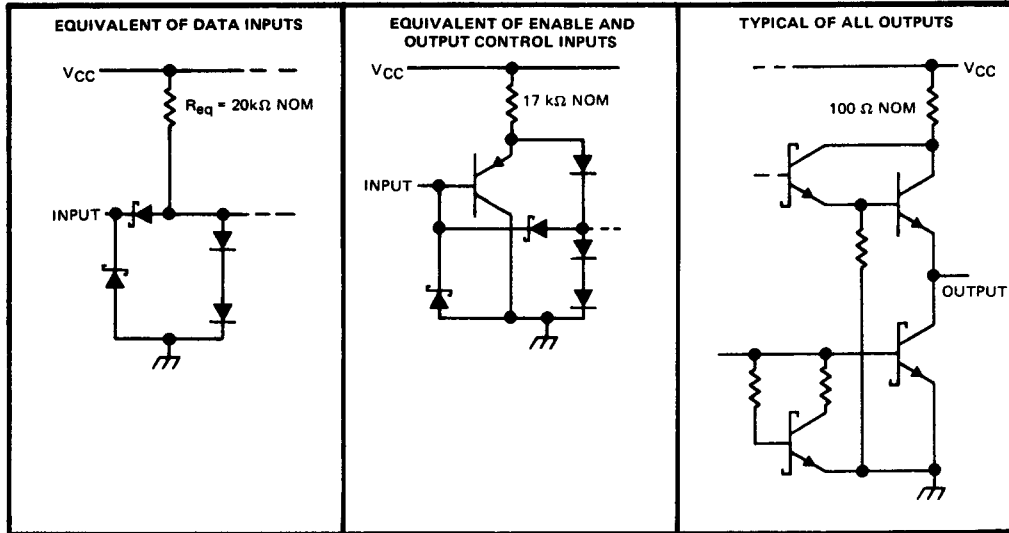 EQUIVALENT OF DATA INPUTS
VCC
Req = 20kΩ NOM
INPUT
EQUIVALENT OF ENABLE AND
OUTPUT CONTROL INPUTS
VCC
17 kΩ NOM
INPUT
TYPICAL OF ALL OUTPUTS
VCC
100 Ω NOM
OUTPUT